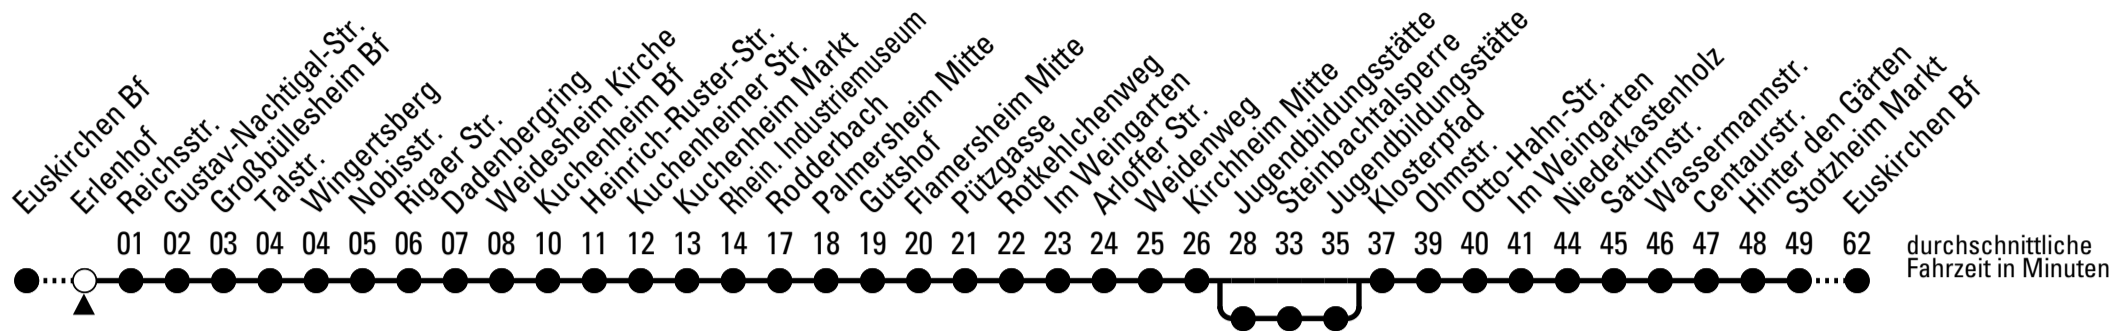 Euskirchen Bf
Erlenhof
Reichsstr.
Gustav-Nachtigal-Str.
Großbüllesheim Bf
Talstr.
Wingertsberg
Nobisstr.
Rigaer Str.
Dadenbergring
Weidesheim Kirche
Kuchenheim Bf
Heinrich-Ruster-Str.
Kuchenheimer Str.
Kuchenheim Markt
Rhein. Industriemuseum
Rodderbach
Palmersheim Mitte
Gutshof
Flamersheim Mitte
Pützgasse
Rotkehlchenweg
Im Weingarten
Arloffer Str.
Weidenweg
Kirchheim Mitte
Jugendbildungsstätte
Steinbachtalsperre
Jugendbildungsstätte
Klosterpfad
Ohmstr.
Otto-Hahn-Str.
Im Weingarten
Niederkastenholz
Saturnstr.
Wassermannstr.
Centaurstr.
Hinter den Gärten
Stotzheim Markt
Euskirchen Bf
01 02 03 04 04 05 06 07 08 10 11 12 13 14 17 18 19 20 21 22 23 24 25 26 28 33 35 37 39 40 41 44 45 46 47 48 49 62
durchschnittliche
Fahrzeit in Minuten